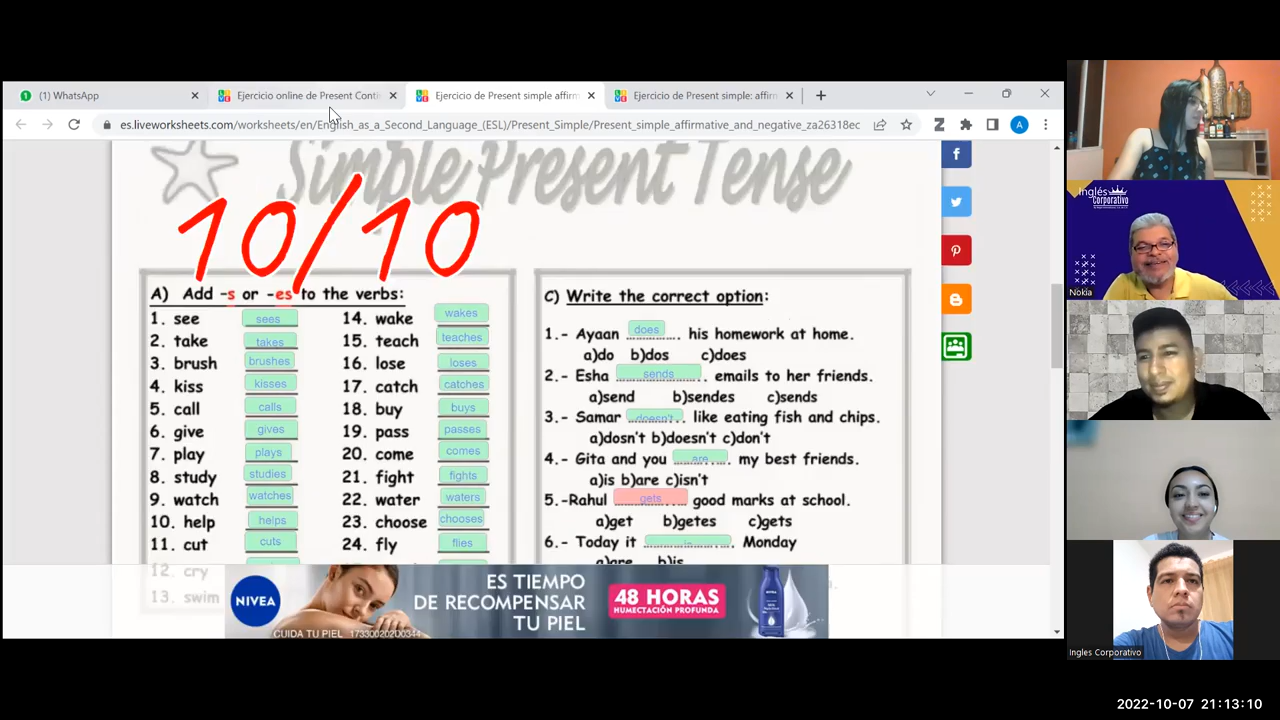 (1) WhatsApp
Ejercicio online de Present Conti
Ejercicio de Present simple affirm
Ejercicio de Present simple: affirm
es.liveworksheets.com/worksheets/en/English_as_a_Second_Language_(ESL)/Present_Simple/Present_simple_affirmative_and_negative_za26318ec
Simple Present Tense
10/10
A) Add -s or -es to the verbs:
1. see sees
2. take takes
3. brush brushes
4. kiss kisses
5. call calls
6. give gives
7. play plays
8. study studies
9. watch watches
10. help helps
11. cut cuts
12. cry
13. swim
14. wake wakes
15. teach teaches
16. lose loses
17. catch catches
18. buy buys
19. pass passes
20. come comes
21. fight fights
22. water waters
23. choose chooses
24. fly flies
C) Write the correct option:
1.- Ayaan does his homework at home.
a)do b)dos c)does
2.- Esha sends emails to her friends.
a)send b)sendes c)sends
3.- Samar doesn't like eating fish and chips.
a)dosn't b)doesn't c)don't
4.- Gita and you are my best friends.
a)is b)are c)isn't
5.-Rahul gets good marks at school.
a)get b)getes c)gets
6.- Today it Monday
a)are b)is
NIVEA
CUIDA TU PIEL 17330020200344
ES TIEMPO
DE RECOMPENSAR
TU PIEL
48 HORAS
HUMECTACIÓN PROFUNDA
Inglés
Corporativo
Nokia
Ingles Corporativo
2022-10-07 21:13:10